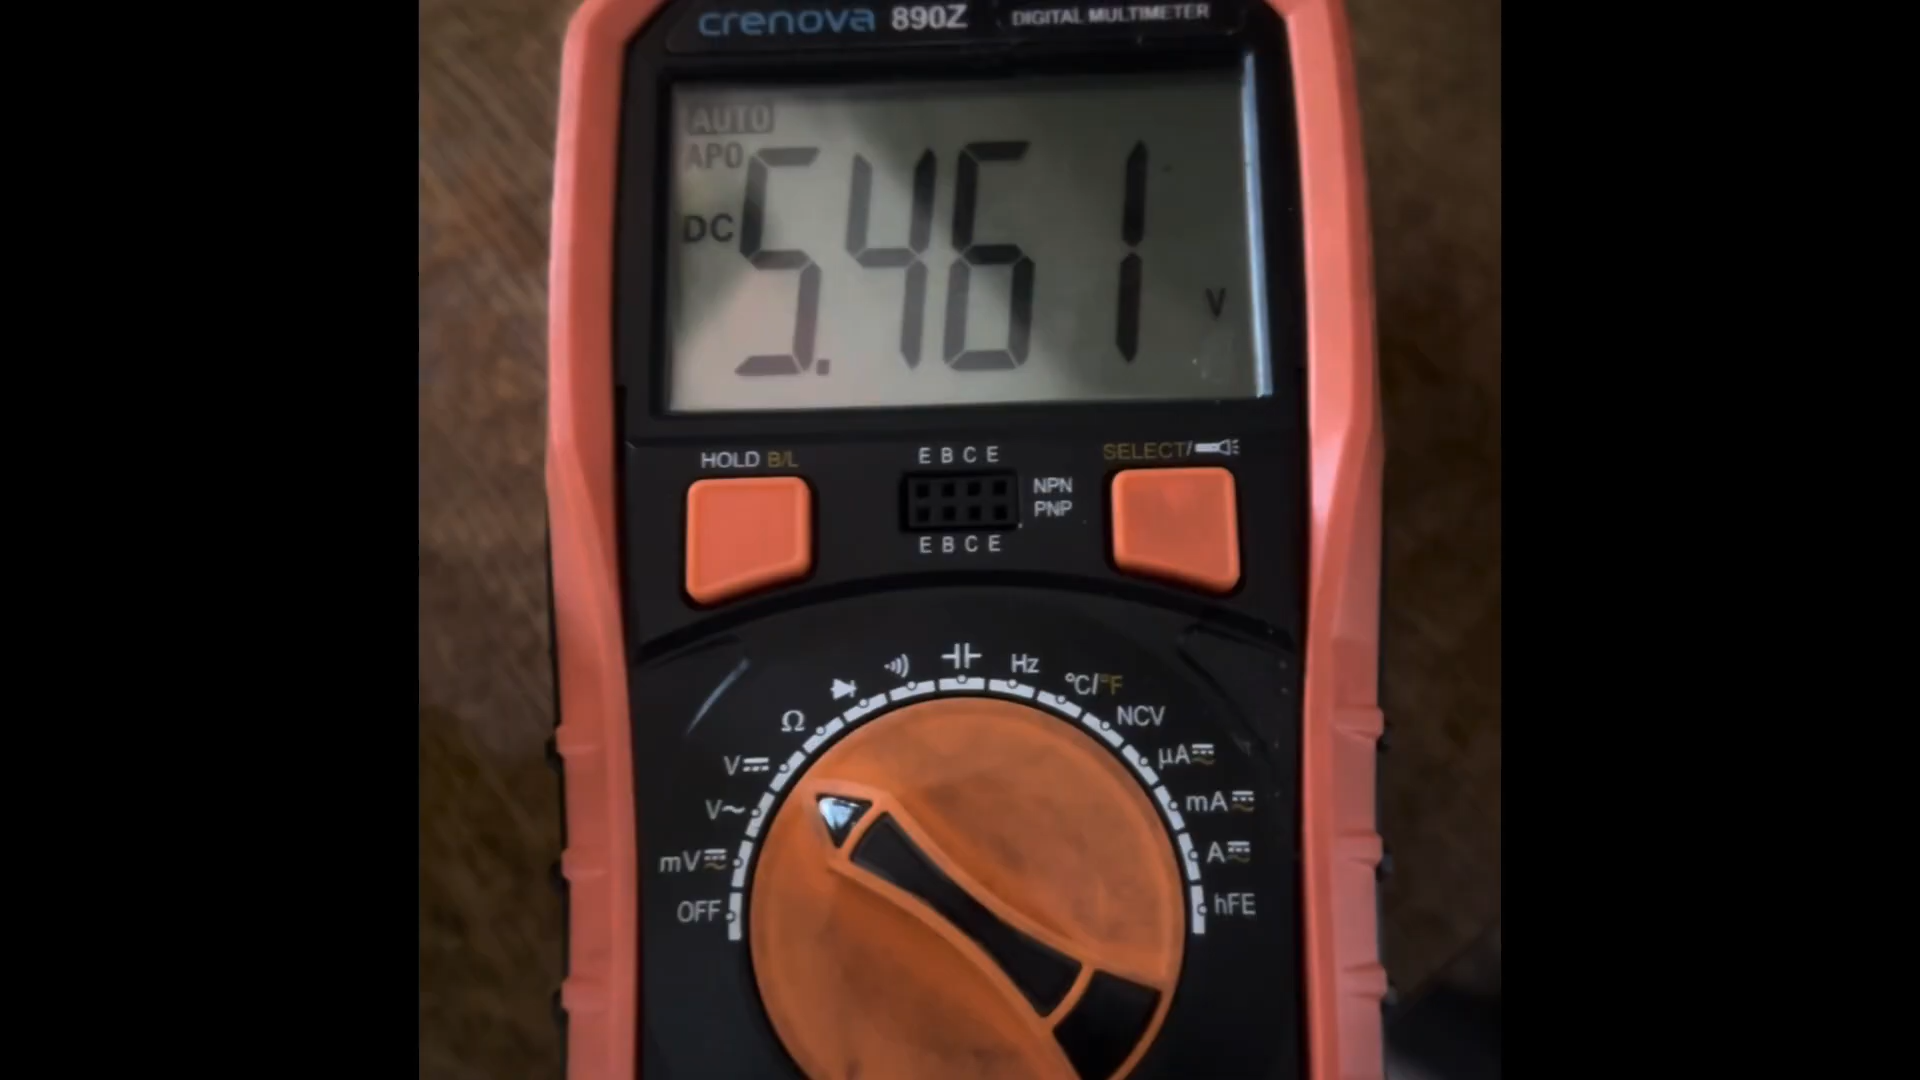 crenova 890Z DIGITAL MULTIMETER
AUTO
APO
DC 5.461 V
HOLD B/L
E B C E
SELECT/
NPN
PNP
E B C E
Hz
°C/°F
NCV
Ω
V
µA
V~
mA
mV
A
OFF
hFE